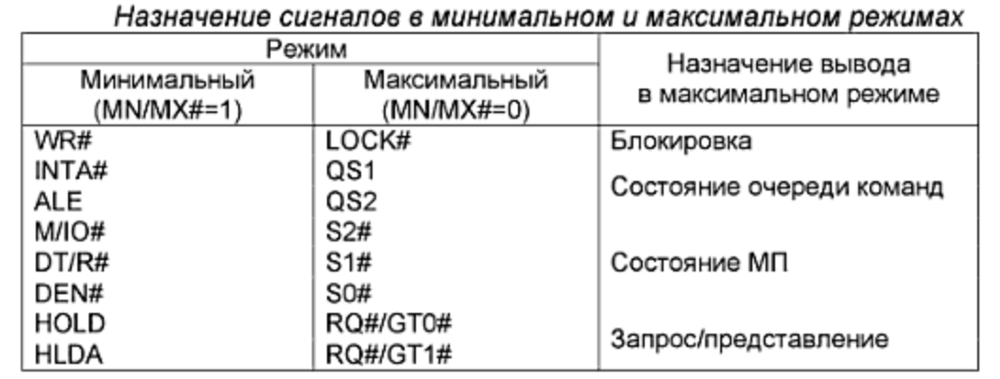 Назначение сигналов в минимальном и максимальном режимах
Режим
Назначение вывода
в максимальном режиме
Минимальный
(MN/MX#=1)
Максимальный
(MN/MX#=0)
WR# LOCK# Блокировка
INTA# QS1
Состояние очереди команд
ALE QS2
M/IO# S2#
DT/R# S1# Состояние МП
DEN# S0#
HOLD RQ#/GT0#
Запрос/представление
HLDA RQ#/GT1#